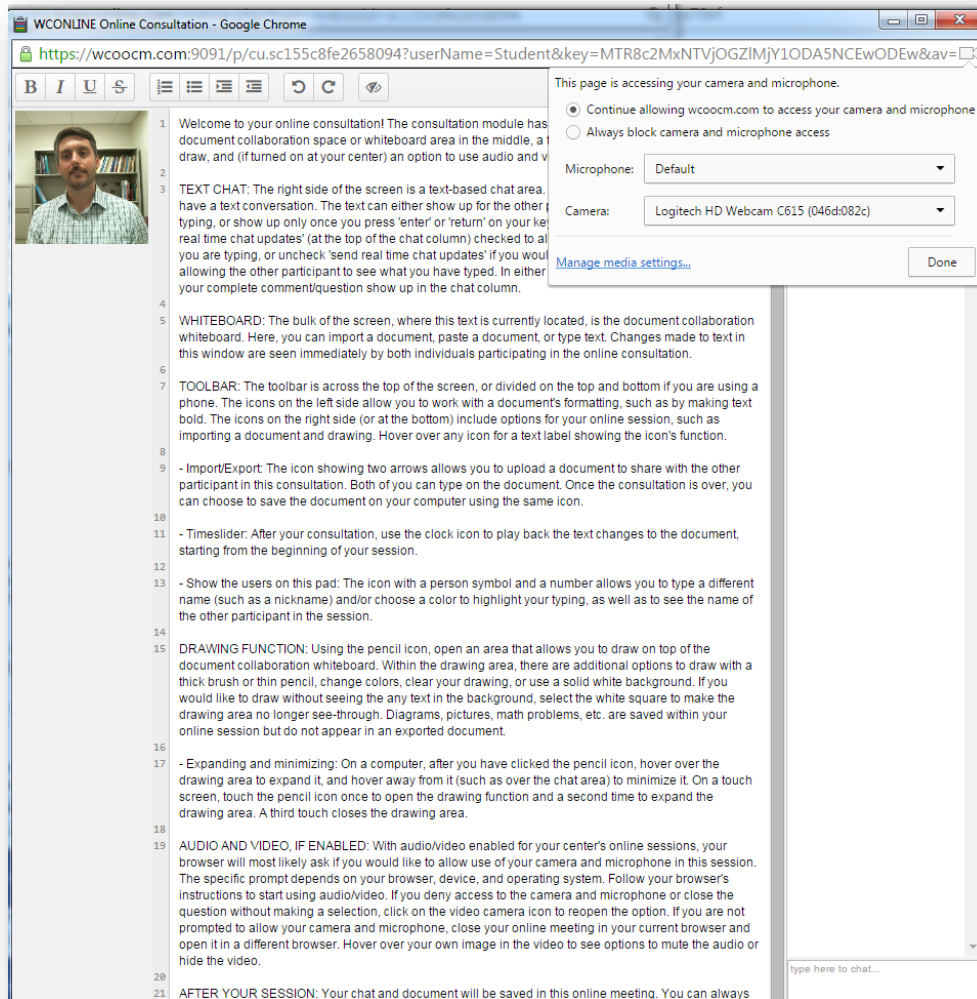 WCONLINE Online Consultation - Google Chrome
https://wcoocm.com:9091/p/cu.sc155c8fe2658094?userName=Student&key=MTR8c2MxNTVjOGZlMjY1ODA5NCEwODEw&av=
B I U S
This page is accessing your camera and microphone.
Continue allowing wcoocm.com to access your camera and microphone
Always block camera and microphone access
Microphone: Default
Camera: Logitech HD Webcam C615 (046d:082c)
Manage media settings...
Done
1 Welcome to your online consultation! The consultation module has
document collaboration space or whiteboard area in the middle, a
draw, and (if turned on at your center) an option to use audio and
2
3 TEXT CHAT: The right side of the screen is a text-based chat area.
have a text conversation. The text can either show up for the other
typing, or show up only once you press 'enter' or 'return' on your
real time chat updates' (at the top of the chat column) checked to
you are typing, or uncheck 'send real time chat updates' if you
allowing the other participant to see what you have typed. In either
your complete comment/question show up in the chat column.
4
5 WHITEBOARD: The bulk of the screen, where this text is currently located, is the document collaboration
whiteboard. Here, you can import a document, paste a document, or type text. Changes made to text in
this window are seen immediately by both individuals participating in the online consultation.
6
7 TOOLBAR: The toolbar is across the top of the screen, or divided on the top and bottom if you are using a
phone. The icons on the left side allow you to work with a document's formatting, such as by making text
bold. The icons on the right side (or at the bottom) include options for your online session, such as
importing a document and drawing. Hover over any icon for a text label showing the icon's function.
8
9 - Import/Export: The icon showing two arrows allows you to upload a document to share with the other
participant in this consultation. Both of you can type on the document. Once the consultation is over, you
can choose to save the document on your computer using the same icon.
10
11 - Timeslider: After your consultation, use the clock icon to play back the text changes to the document,
starting from the beginning of your session.
12
13 - Show the users on this pad: The icon with a person symbol and a number allows you to type a different
name (such as a nickname) and/or choose a color to highlight your typing, as well as to see the name of
the other participant in the session.
14
15 DRAWING FUNCTION: Using the pencil icon, open an area that allows you to draw on top of the
document collaboration whiteboard. Within the drawing area, there are additional options to draw with a
thick brush or thin pencil, change colors, clear your drawing, or use a solid white background. If you
would like to draw without seeing the any text in the background, select the white square to make the
drawing area no longer see-through. Diagrams, pictures, math problems, etc. are saved within your
online session but do not appear in an exported document.
16
17 - Expanding and minimizing: On a computer, after you have clicked the pencil icon, hover over the
drawing area to expand it, and hover away from it (such as over the chat area) to minimize it. On a touch
screen, touch the pencil icon once to open the drawing function and a second time to expand the
drawing area. A third touch closes the drawing area.
18
19 AUDIO AND VIDEO, IF ENABLED: With audio/video enabled for your center's online sessions, your
browser will most likely ask if you would like to allow use of your camera and microphone in this session.
The specific prompt depends on your browser, device, and operating system. Follow your browser's
instructions to start using audio/video. If you deny access to the camera and microphone or close the
question without making a selection, click on the video camera icon to reopen the option. If you are not
prompted to allow your camera and microphone, close your online meeting in your current browser and
open it in a different browser. Hover over your own image in the video to see options to mute the audio or
hide the video.
20
21 AFTER YOUR SESSION: Your chat and document will be saved in this online meeting. You can always
type here to chat...